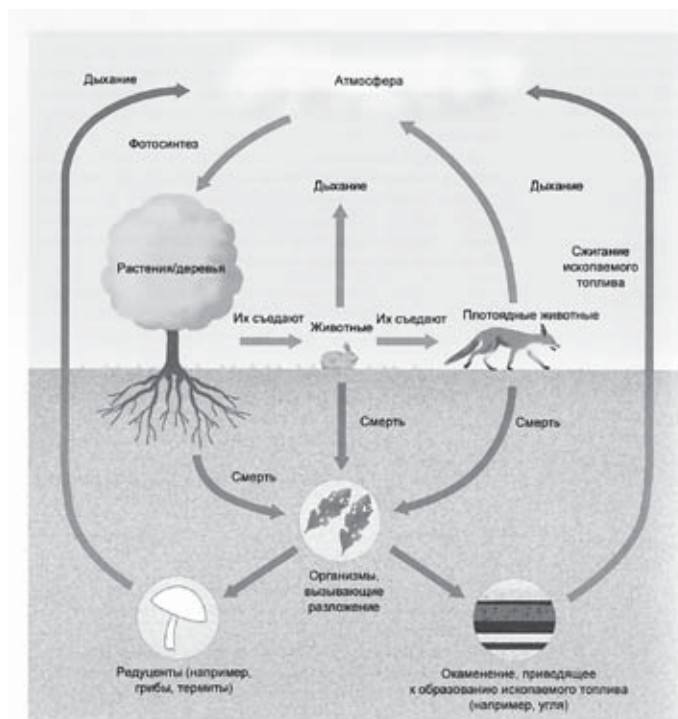 Дыхание
Атмосфера
Фотосинтез
Дыхание
Дыхание
Сжигание
ископаемого
топлива
Растения/деревья
Их съедают
Животные
Их съедают
Плотоядные животные
Смерть
Смерть
Смерть
Организмы,
вызывающие
разложение
Редуценты (например,
грибы, термиты)
Окаменение, приводящее
к образованию ископаемого топлива
(например, угля)